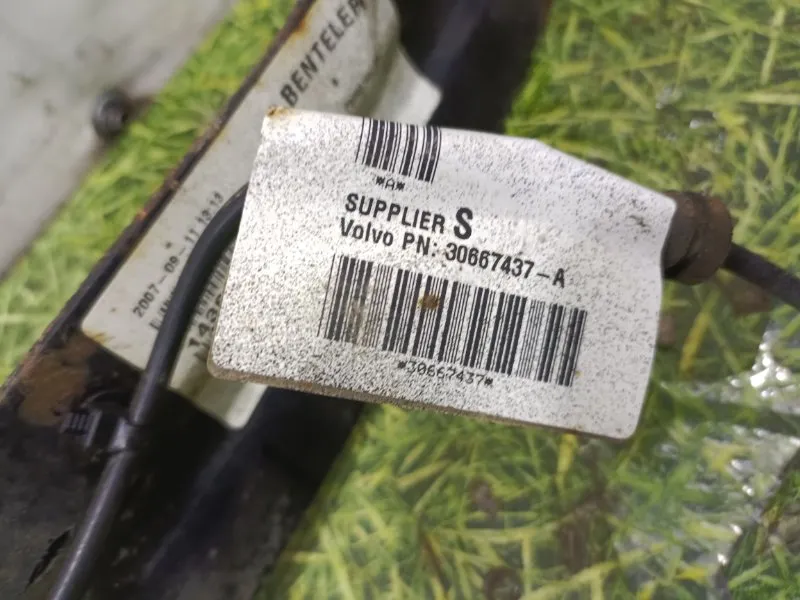 BENTELER
*A*
SUPPLIER S
Volvo PN: 30667437-A
*30667437*
2007-09-11